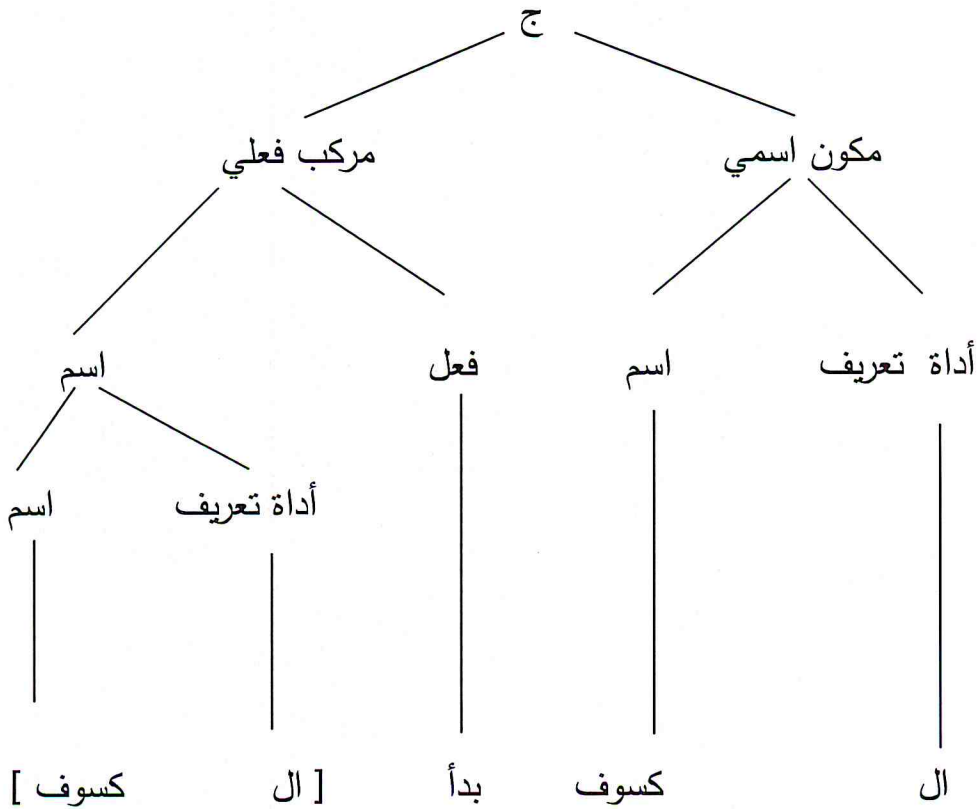 ج
مكون اسمي مركب فعلي
أداة تعريف اسم فعل اسم
أداة تعريف اسم
ال كسوف بدأ [ ال كسوف ]